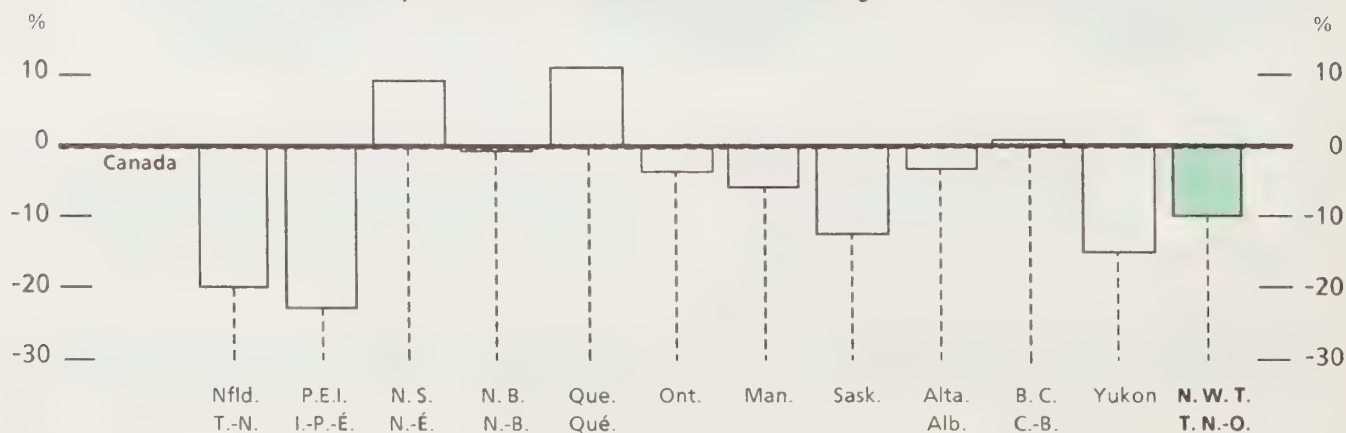 % %
10 10
0 0
Canada
-10 -10
-20 -20
-30 -30
Nfld. P.E.I. N. S. N. B. Que. Ont. Man. Sask. Alta. B. C. Yukon N. W. T.
T.-N. I.-P.-É. N.-É. N.-B. Qué. Alb. C.-B. T. N.-O.